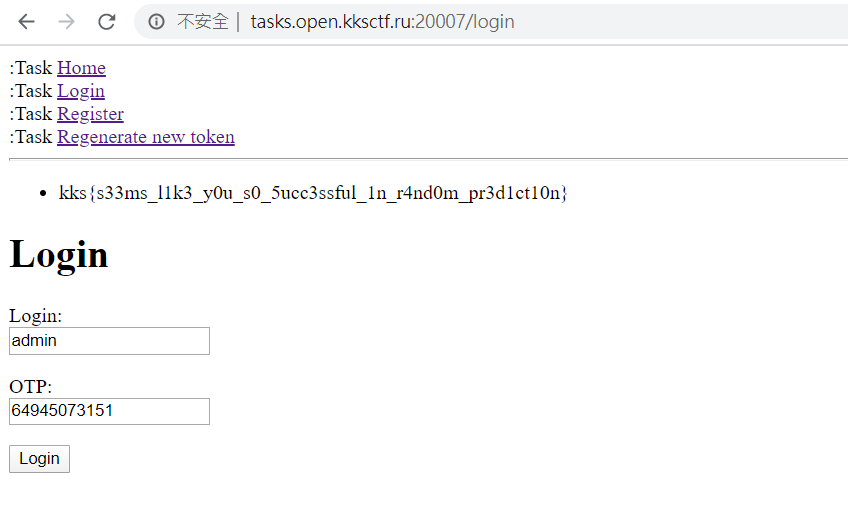 不安全 | tasks.open.kksctf.ru:20007/login
:Task Home
:Task Login
:Task Register
:Task Regenerate new token
• kks{s33ms_l1k3_y0u_s0_5ucc3ssful_1n_r4nd0m_pr3d1ct10n}
Login
Login:
admin
OTP:
64945073151
Login